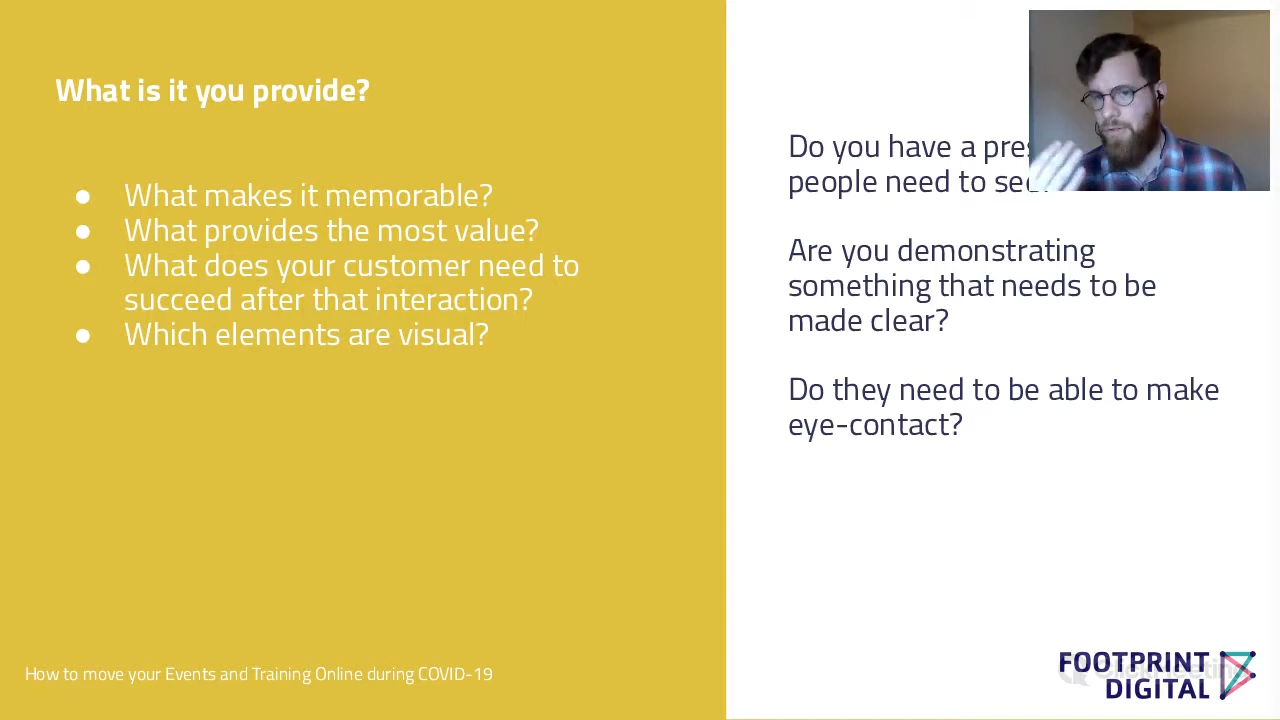 What is it you provide?
● What makes it memorable?
● What provides the most value?
● What does your customer need to
succeed after that interaction?
● Which elements are visual?
Do you have a pres
people need to see
Are you demonstrating
something that needs to be
made clear?
Do they need to be able to make
eye-contact?
How to move your Events and Training Online during COVID-19
FOOTPRINT
DIGITAL
ClickMeeting